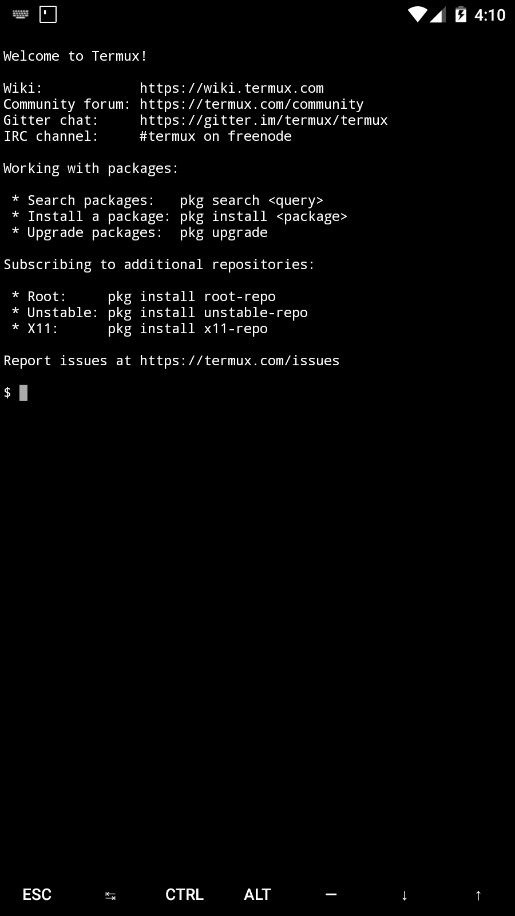 4:10
Welcome to Termux!
Wiki: https://wiki.termux.com
Community forum: https://termux.com/community
Gitter chat: https://gitter.im/termux/termux
IRC channel: #termux on freenode
Working with packages:
* Search packages: pkg search <query>
* Install a package: pkg install <package>
* Upgrade packages: pkg upgrade
Subscribing to additional repositories:
* Root: pkg install root-repo
* Unstable: pkg install unstable-repo
* X11: pkg install x11-repo
Report issues at https://termux.com/issues
$
ESC ↹ CTRL ALT — ↓ ↑